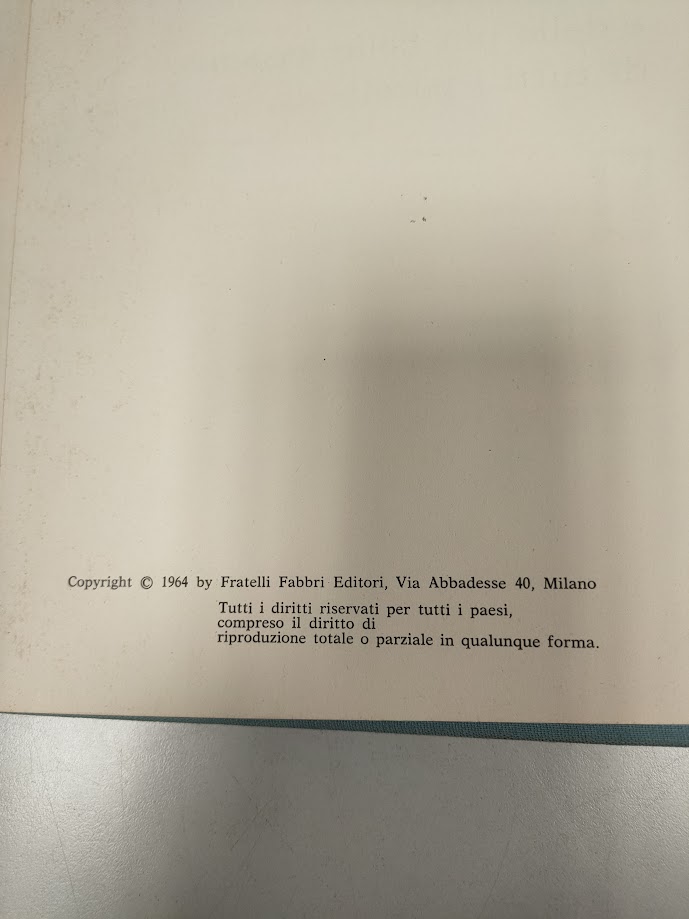 Copyright © 1964 by Fratelli Fabbri Editori, Via Abbadesse 40, Milano
Tutti i diritti riservati per tutti i paesi,
compreso il diritto di
riproduzione totale o parziale in qualunque forma.